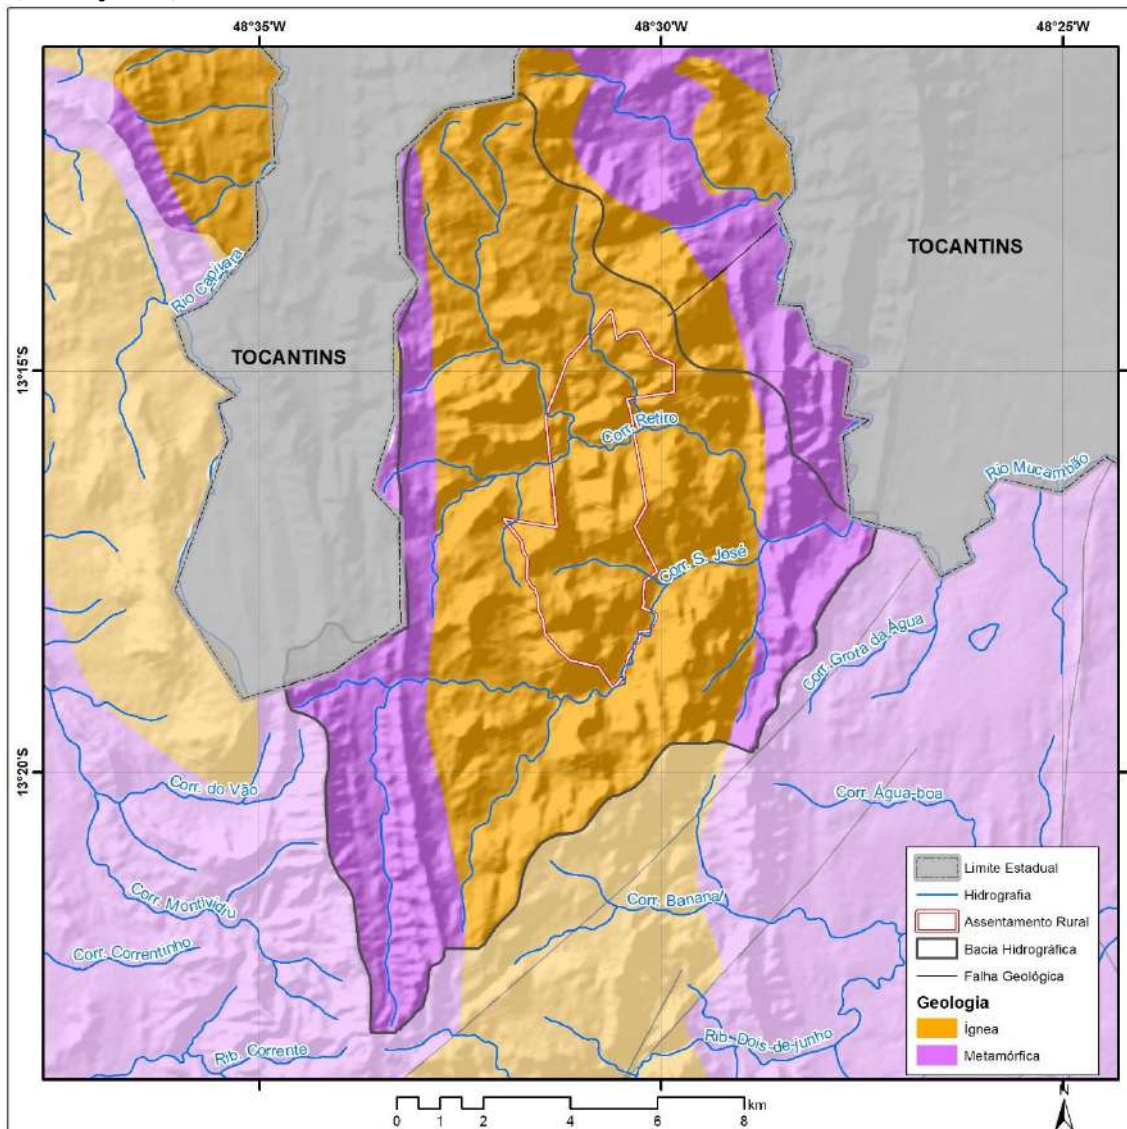 48°35'W
48°30'W
48°25'W
TOCANTINS
Rio Capivara
TOCANTINS
13°15'S
Corr. Retiro
Rio Mucambão
Corr. S. José
Corr. Grota da Água
13°20'S
Corr. do Vão
Corr. Água-boa
Corr. Montividiu
Corr. Bananal
Corr. Correntinho
Rib. Corrente
Rib. Dois-de-junho
Limite Estadual
Hidrografia
Assentamento Rural
Bacia Hidrográfica
Falha Geológica
Geologia
Ígnea
Metamórfica
km
0 1 2 4 6 8
N